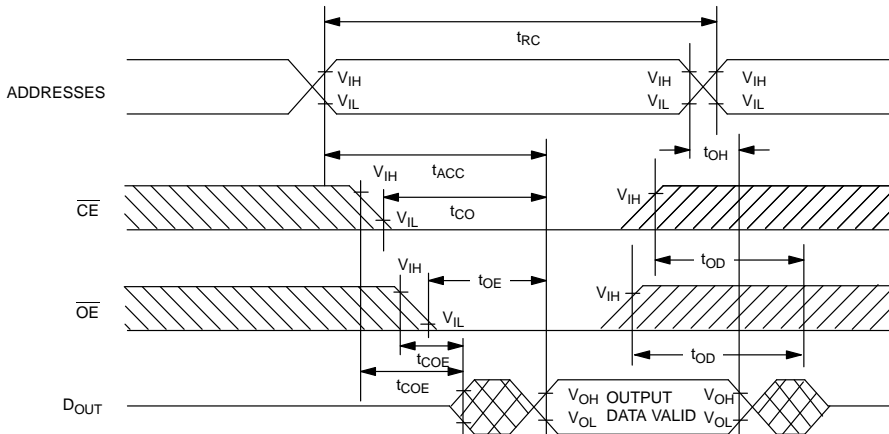 tRC
ADDRESSES
VIH VIH VIH
VIL VIL VIL
tOH
tACC
VIH
VIH
CE
tCO
VIL
tOD
VIH
tOE
VIH
OE
VIL
tOD
tCOE
tCOE
DOUT
VOH OUTPUT VOH
VOL DATA VALID VOL